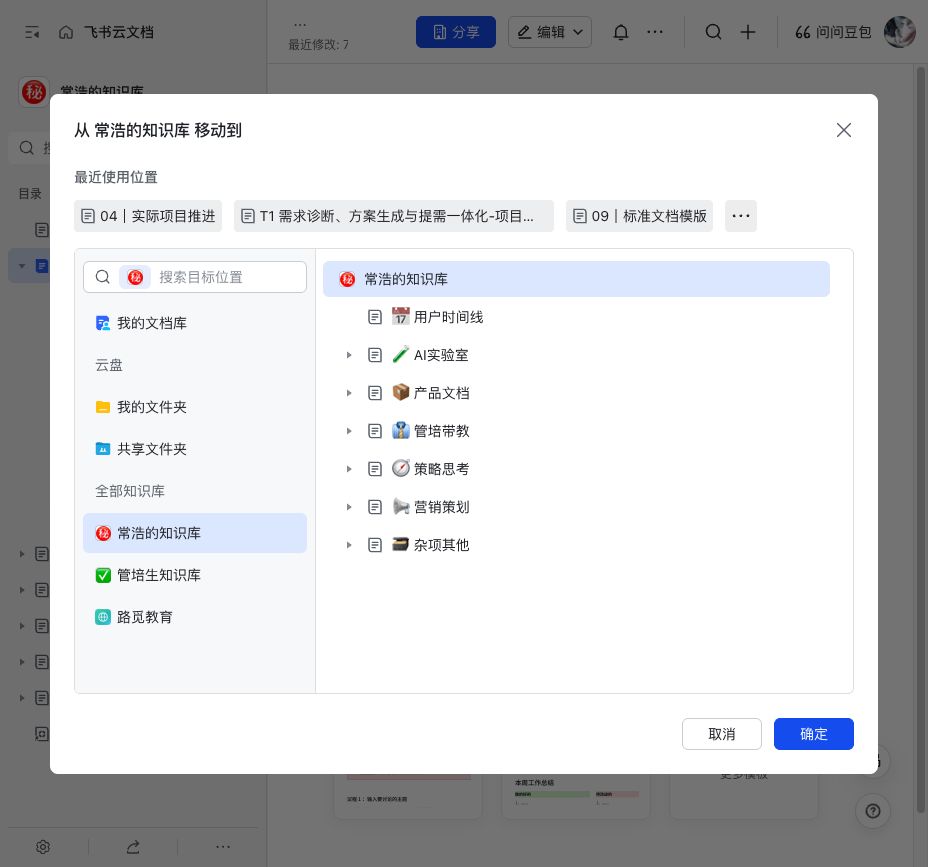 飞书云文档
...
最近修改: 7
分享
编辑
问问豆包
秘
常浩的知识库
目录
从 常浩的知识库 移动到
最近使用位置
04｜实际项目推进
T1 需求诊断、方案生成与提需一体化-项目...
09｜标准文档模版
···
秘
搜索目标位置
我的文档库
云盘
我的文件夹
共享文件夹
全部知识库
秘 常浩的知识库
管培生知识库
路觅教育
秘 常浩的知识库
17 用户时间线
AI实验室
产品文档
管培带教
策略思考
营销策划
杂项其他
取消
确定
更多模板
本周工作总结